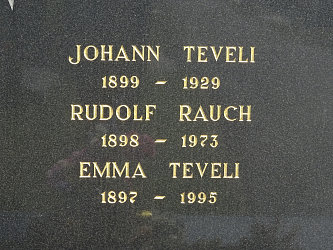 JOHANN TEVELI
1899 – 1929
RUDOLF RAUCH
1898 – 1973
EMMA TEVELI
1897 – 1995